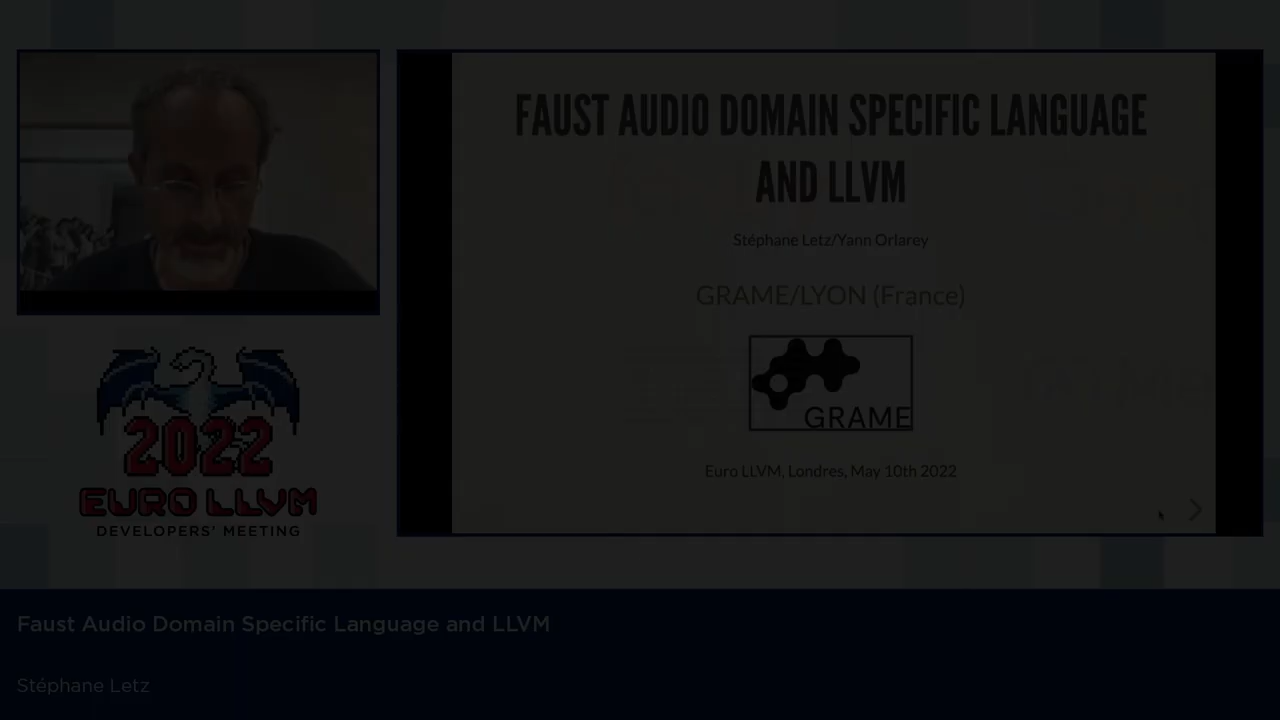 FAUST AUDIO DOMAIN SPECIFIC LANGUAGE
AND LLVM
Stéphane Letz/Yann Orlarey
GRAME/LYON (France)
GRAME
Euro LLVM, Londres, May 10th 2022
2022
EURO LLVM
DEVELOPERS' MEETING
Faust Audio Domain Specific Language and LLVM
Stéphane Letz